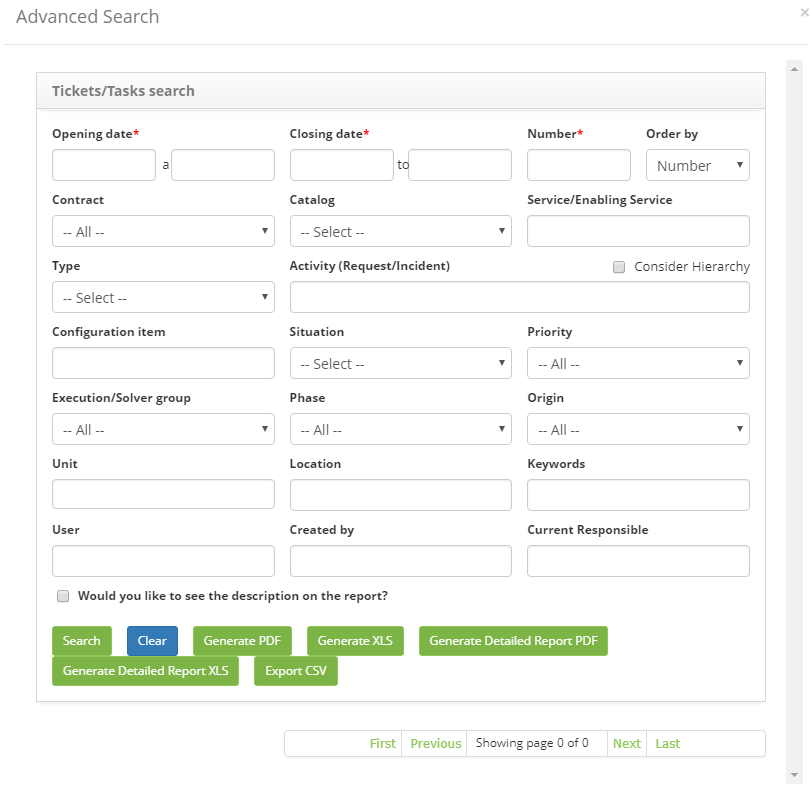 Advanced Search ×
Tickets/Tasks search
Opening date* Closing date* Number* Order by
a to Number
Contract Catalog Service/Enabling Service
-- All -- -- Select --
Type Activity (Request/Incident) Consider Hierarchy
-- Select --
Configuration item Situation Priority
-- Select -- -- All --
Execution/Solver group Phase Origin
-- All -- -- All -- -- All --
Unit Location Keywords
User Created by Current Responsible
Would you like to see the description on the report?
Search Clear Generate PDF Generate XLS Generate Detailed Report PDF
Generate Detailed Report XLS Export CSV
First Previous Showing page 0 of 0 Next Last